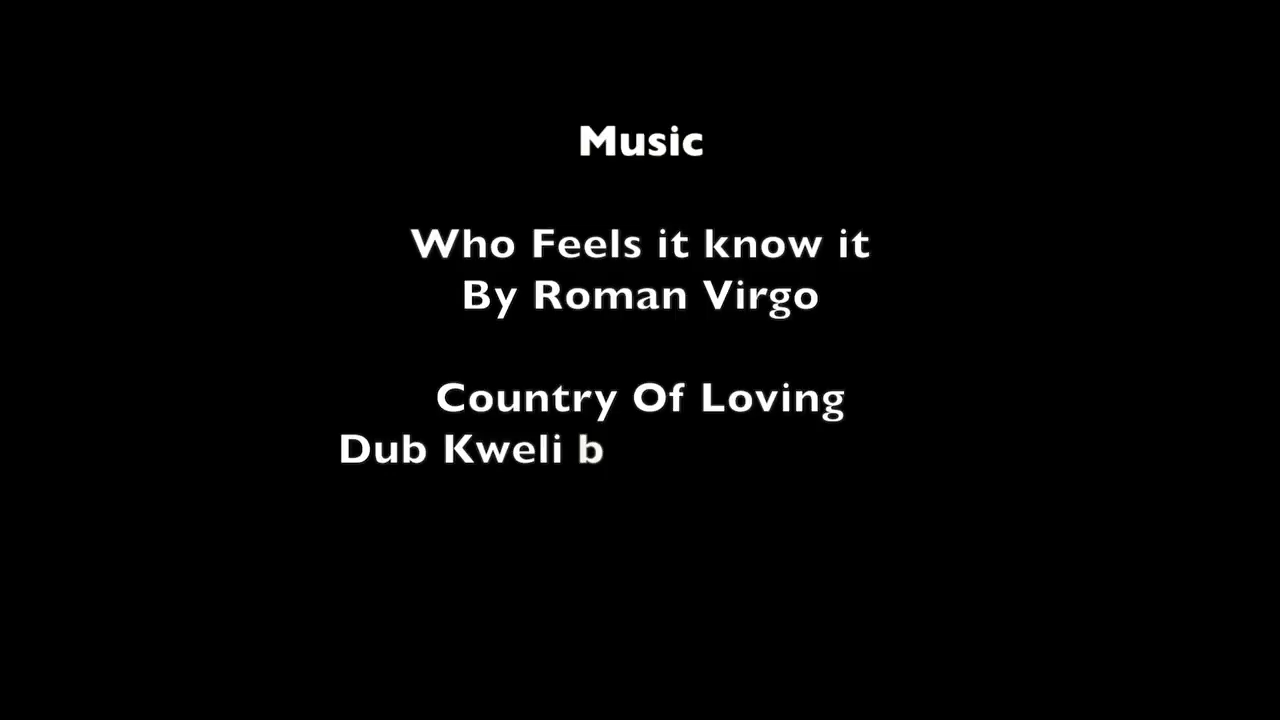 Music
Who Feels it know it
By Roman Virgo
Country Of Loving
Dub Kweli b